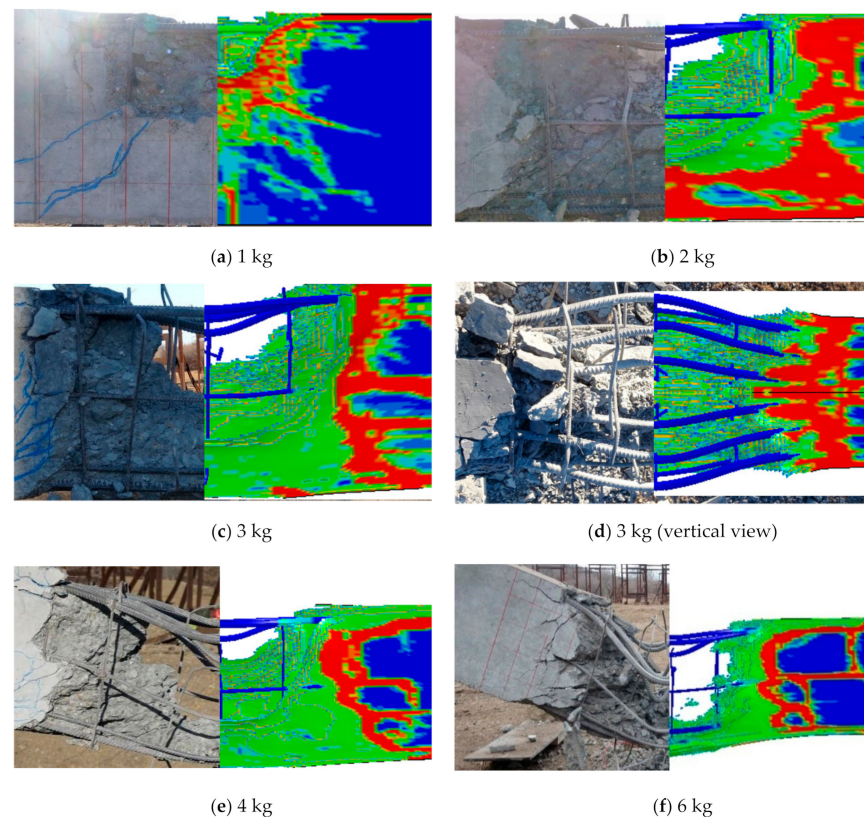 (a) 1 kg
(b) 2 kg
(c) 3 kg
(d) 3 kg (vertical view)
(e) 4 kg
(f) 6 kg